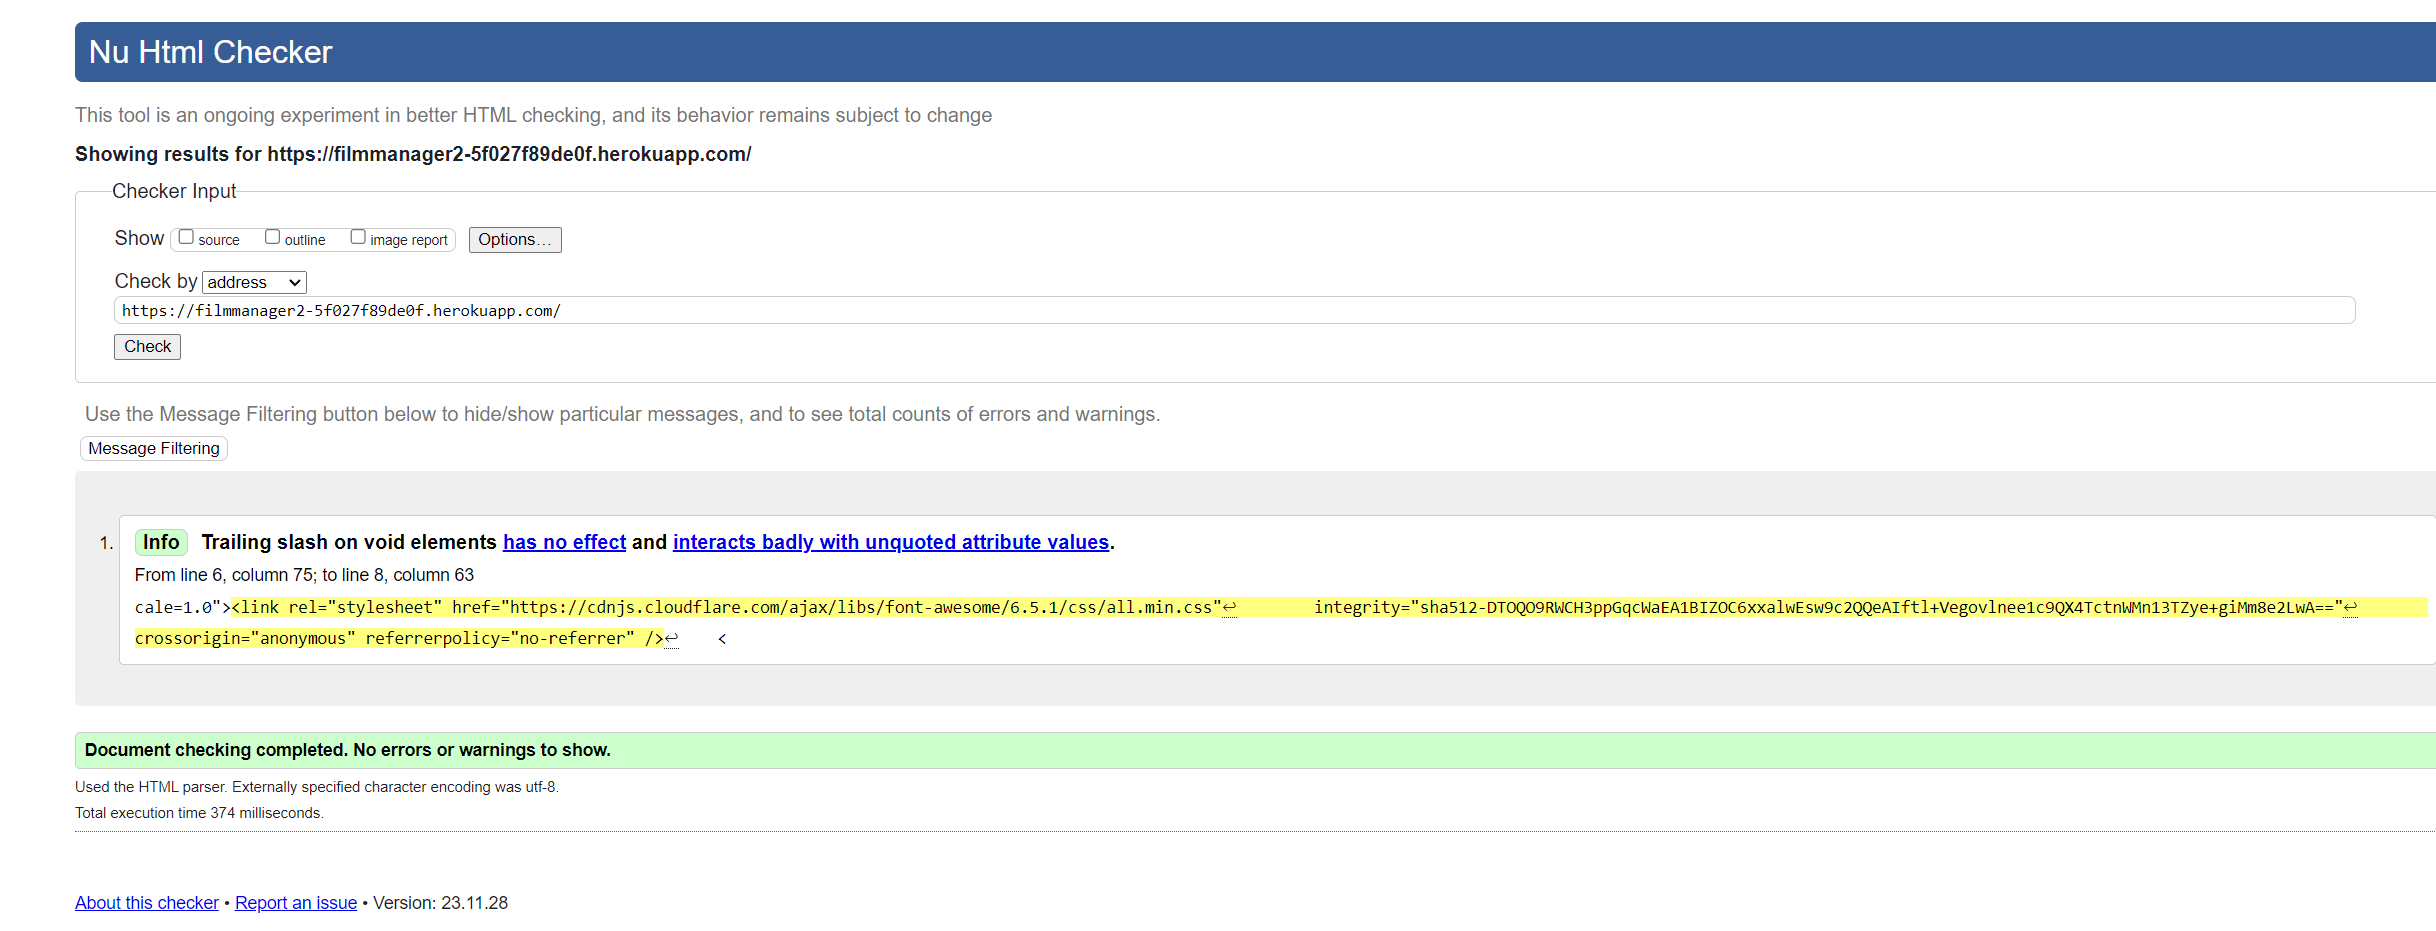 Nu Html Checker
This tool is an ongoing experiment in better HTML checking, and its behavior remains subject to change
Showing results for https://filmmanager2-5f027f89de0f.herokuapp.com/
Checker Input
Show source outline image report Options...
Check by address
https://filmmanager2-5f027f89de0f.herokuapp.com/
Check
Use the Message Filtering button below to hide/show particular messages, and to see total counts of errors and warnings.
Message Filtering
1. Info Trailing slash on void elements has no effect and interacts badly with unquoted attribute values.
From line 6, column 75; to line 8, column 63
cale=1.0"><link rel="stylesheet" href="https://cdnjs.cloudflare.com/ajax/libs/font-awesome/6.5.1/css/all.min.css"↩ integrity="sha512-DTOQO9RWCH3ppGqcWaEA1BIZOC6xxalwEsw9c2QQeAIftl+Vegovlnee1c9QX4TctnWMn13TZye+giMm8e2LwA=="↩
crossorigin="anonymous" referrerpolicy="no-referrer" />↩ <
Document checking completed. No errors or warnings to show.
Used the HTML parser. Externally specified character encoding was utf-8.
Total execution time 374 milliseconds.
About this checker • Report an issue • Version: 23.11.28